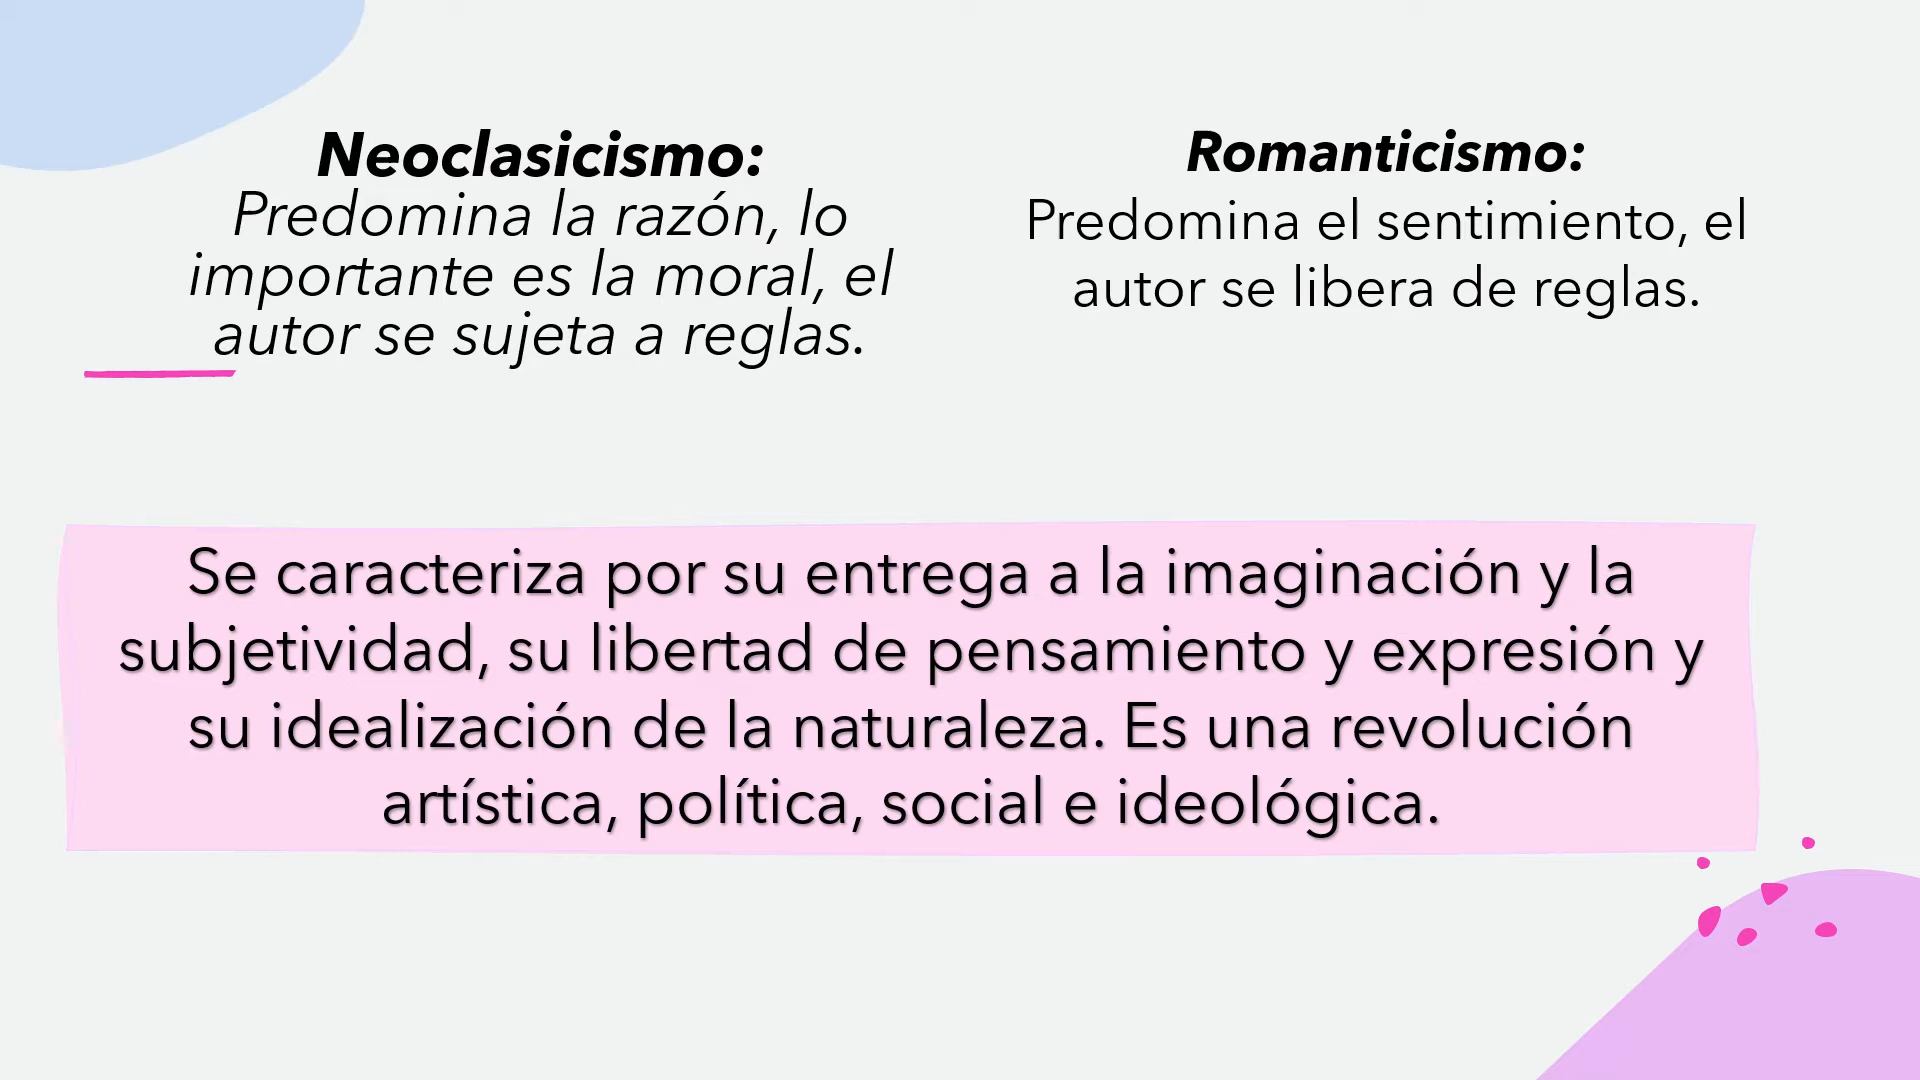 Neoclasicismo:
Predomina la razón, lo
importante es la moral, el
autor se sujeta a reglas.
Romanticismo:
Predomina el sentimiento, el
autor se libera de reglas.
Se caracteriza por su entrega a la imaginación y la
subjetividad, su libertad de pensamiento y expresión y
su idealización de la naturaleza. Es una revolución
artística, política, social e ideológica.